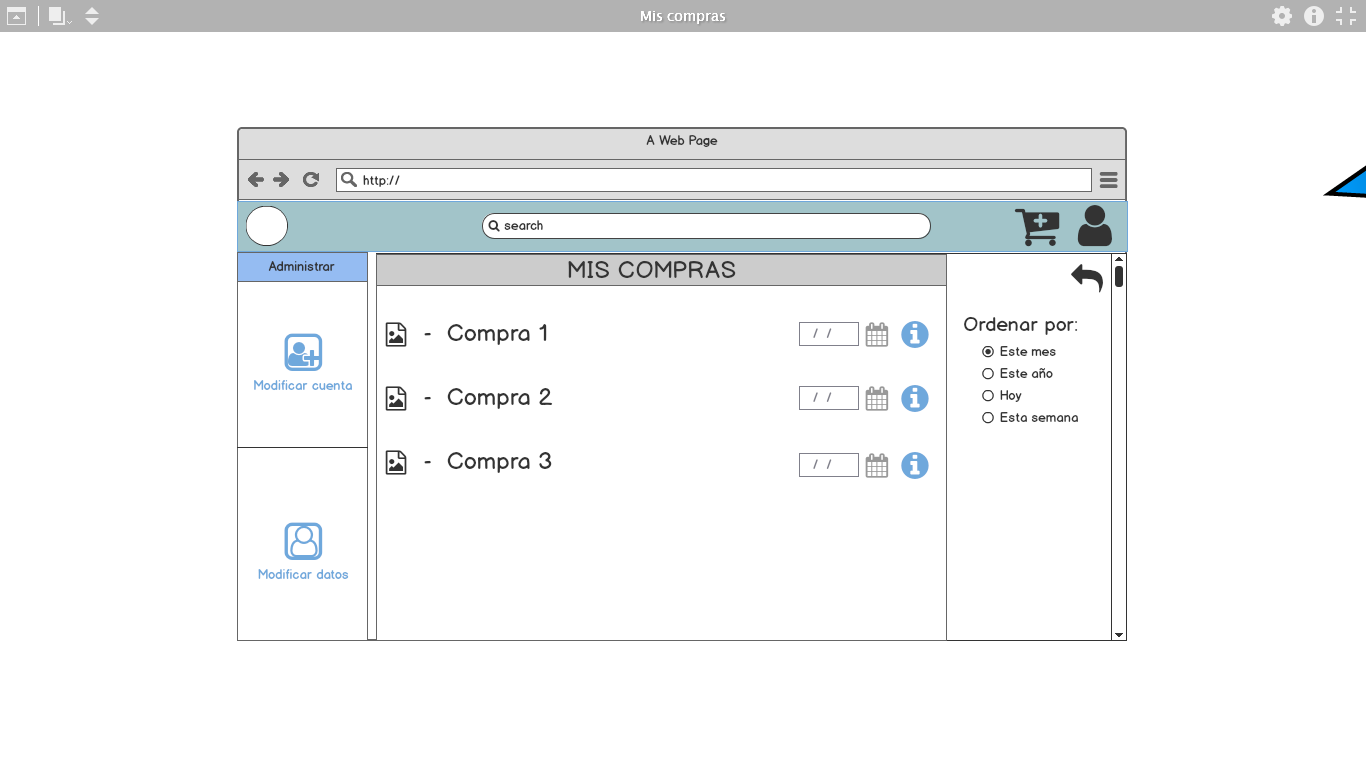 Mis compras
A Web Page
http://
search
Administrar
MIS COMPRAS
Modificar cuenta
Modificar datos
- Compra 1
/ /
- Compra 2
/ /
- Compra 3
/ /
Ordenar por:
Este mes
Este año
Hoy
Esta semana